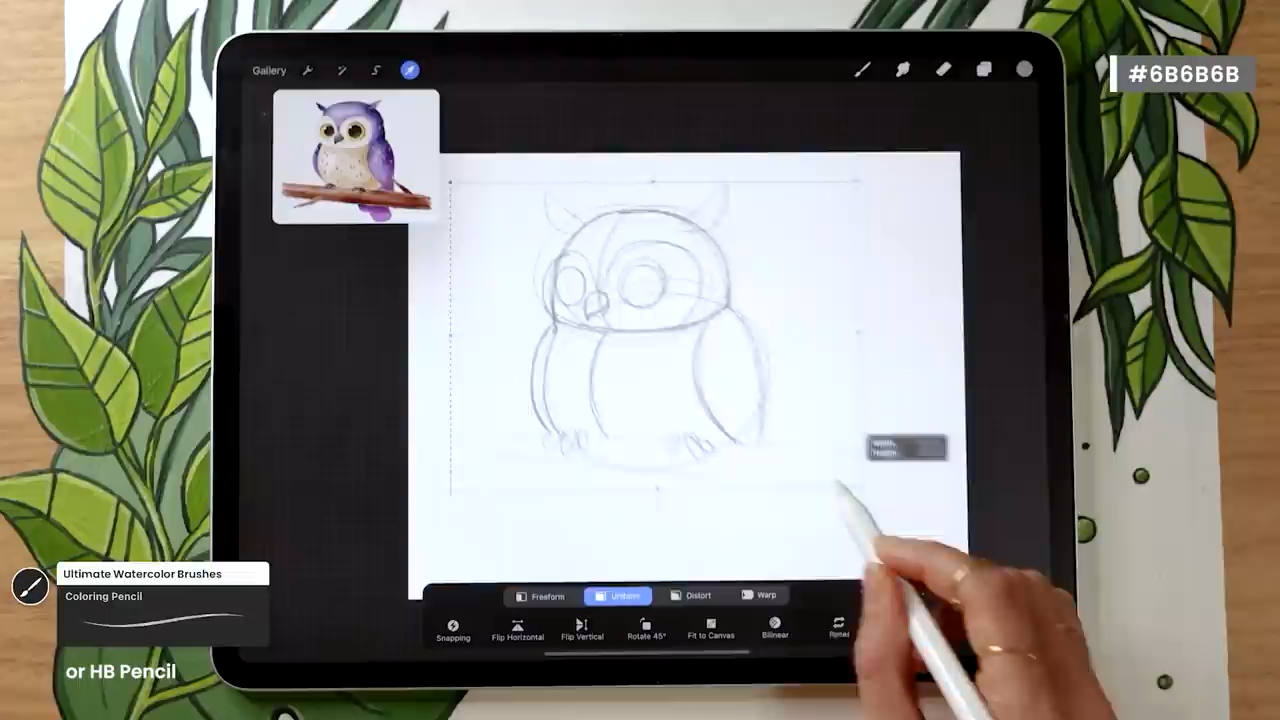 Gallery
#6B6B6B
Ultimate Watercolor Brushes
Coloring Pencil
or HB Pencil
Freeform
Uniform
Distort
Warp
Snapping
Flip Horizontal
Flip Vertical
Rotate 45°
Fit to Canvas
Bilinear
Reset